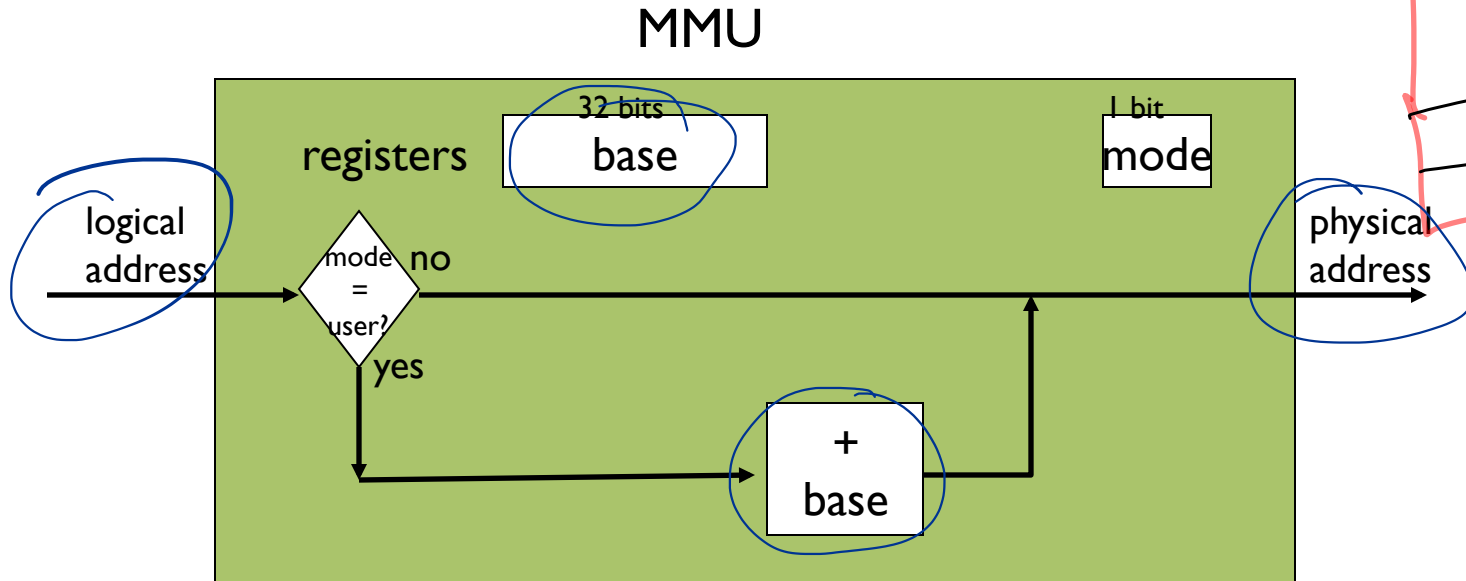 MMU
32 bits
1 bit
registers
base
mode
logical
address
mode
=
user?
no
yes
physical
address
+
base